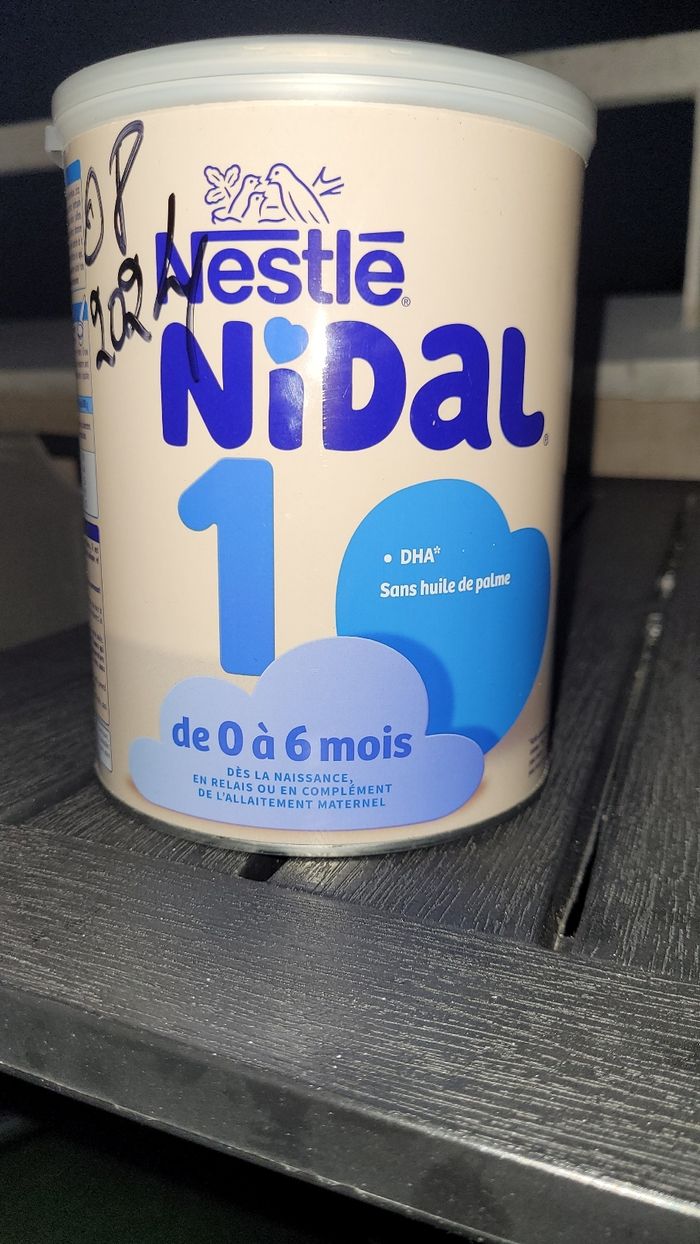 OP
2024
Nestlé®
NiDaL®
1
• DHA*
Sans huile de palme
de 0 à 6 mois
DÈS LA NAISSANCE,
EN RELAIS OU EN COMPLÉMENT
DE L'ALLAITEMENT MATERNEL